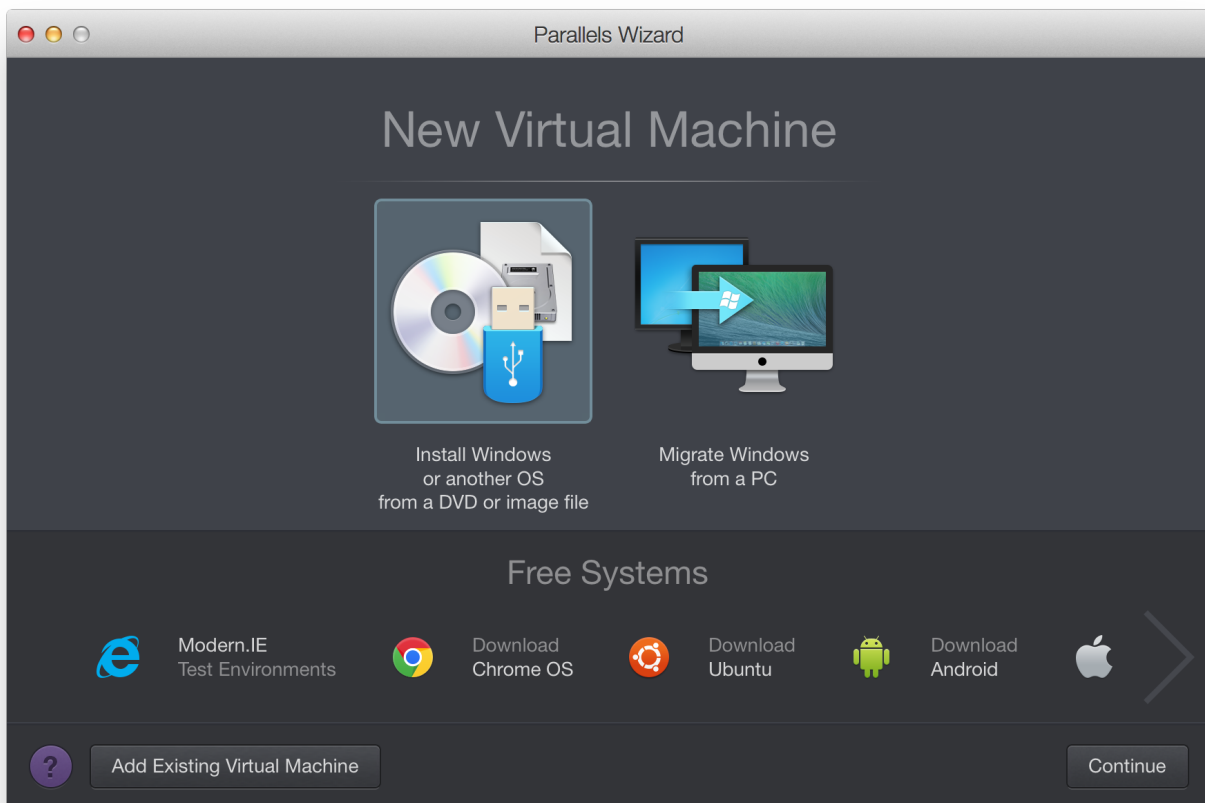 Parallels Wizard
New Virtual Machine
Install Windows
or another OS
from a DVD or image file
Migrate Windows
from a PC
Free Systems
Modern.IE
Test Environments
Download
Chrome OS
Download
Ubuntu
Download
Android
?
Add Existing Virtual Machine
Continue